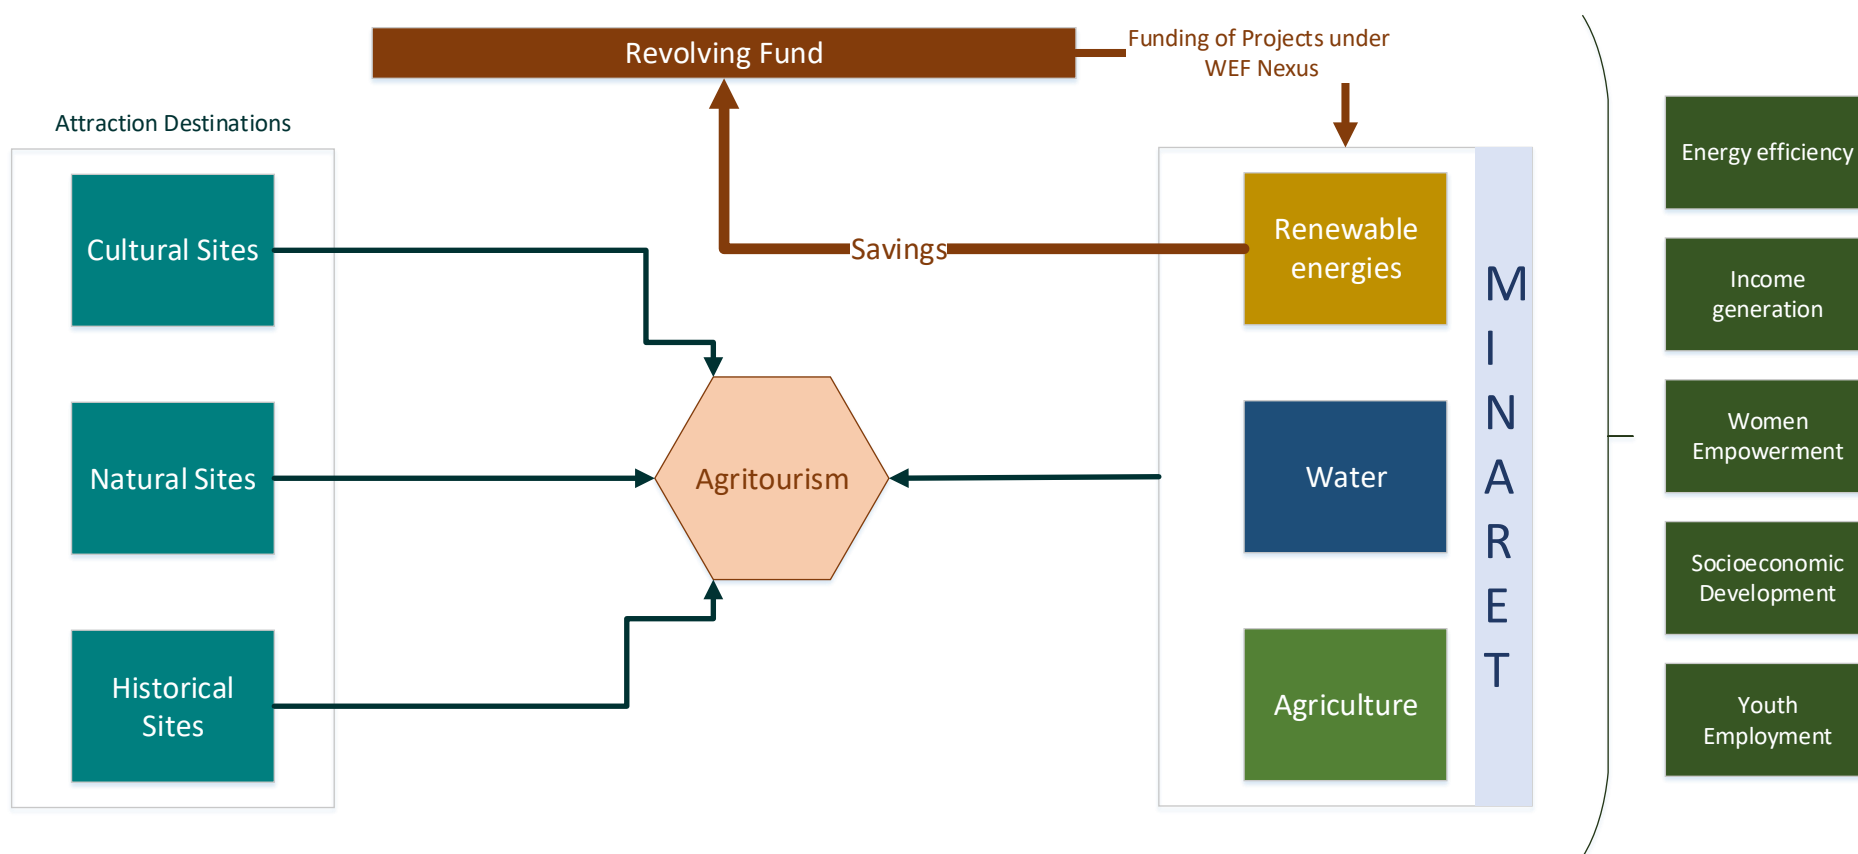 Revolving Fund
Funding of Projects under
WEF Nexus
Attraction Destinations
Cultural Sites
Natural Sites
Historical
Sites
Savings
Agritourism
Renewable
energies
Water
Agriculture
M
I
N
A
R
E
T
Energy efficiency
Income
generation
Women
Empowerment
Socioeconomic
Development
Youth
Employment